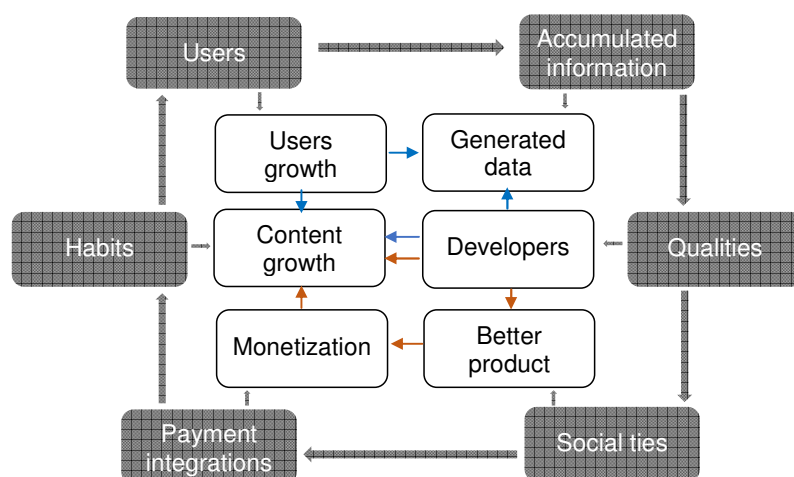 Users
Accumulated
information
Users
growth
Generated
data
Habits
Content
growth
Developers
Qualities
Monetization
Better
product
Payment
integrations
Social ties